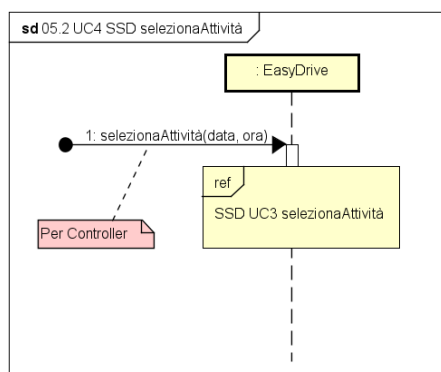 sd 05.2 UC4 SSD selezionaAttività
: EasyDrive
1: selezionaAttività(data, ora)
ref
SSD UC3 selezionaAttività
Per Controller